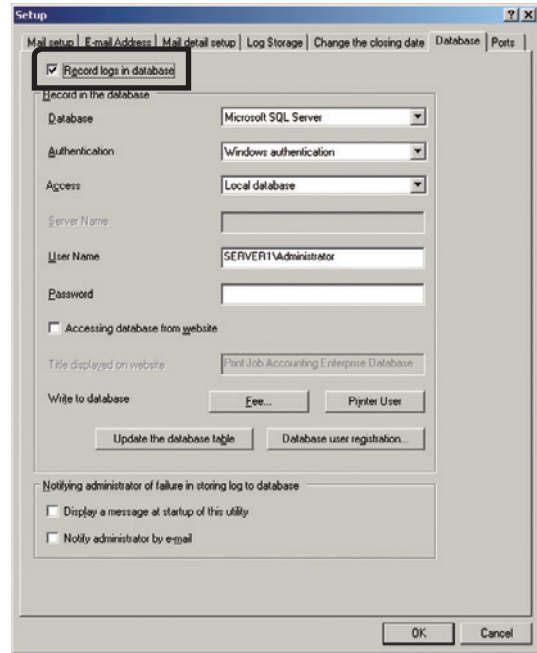 Setup
Mail setup E-mail Address Mail detail setup Log Storage Change the closing date Database Ports
Record logs in database
Record in the database
Database Microsoft SQL Server
Authentication Windows authentication
Access Local database
Server Name
User Name SERVER1\Administrator
Password
Accessing database from website
Title displayed on website Print Job Accounting Enterprise Database
Write to database Fee... Printer User
Update the database table Database user registration...
Notifying administrator of failure in storing log to database
Display a message at startup of this utility
Notify administrator by e-mail
OK Cancel